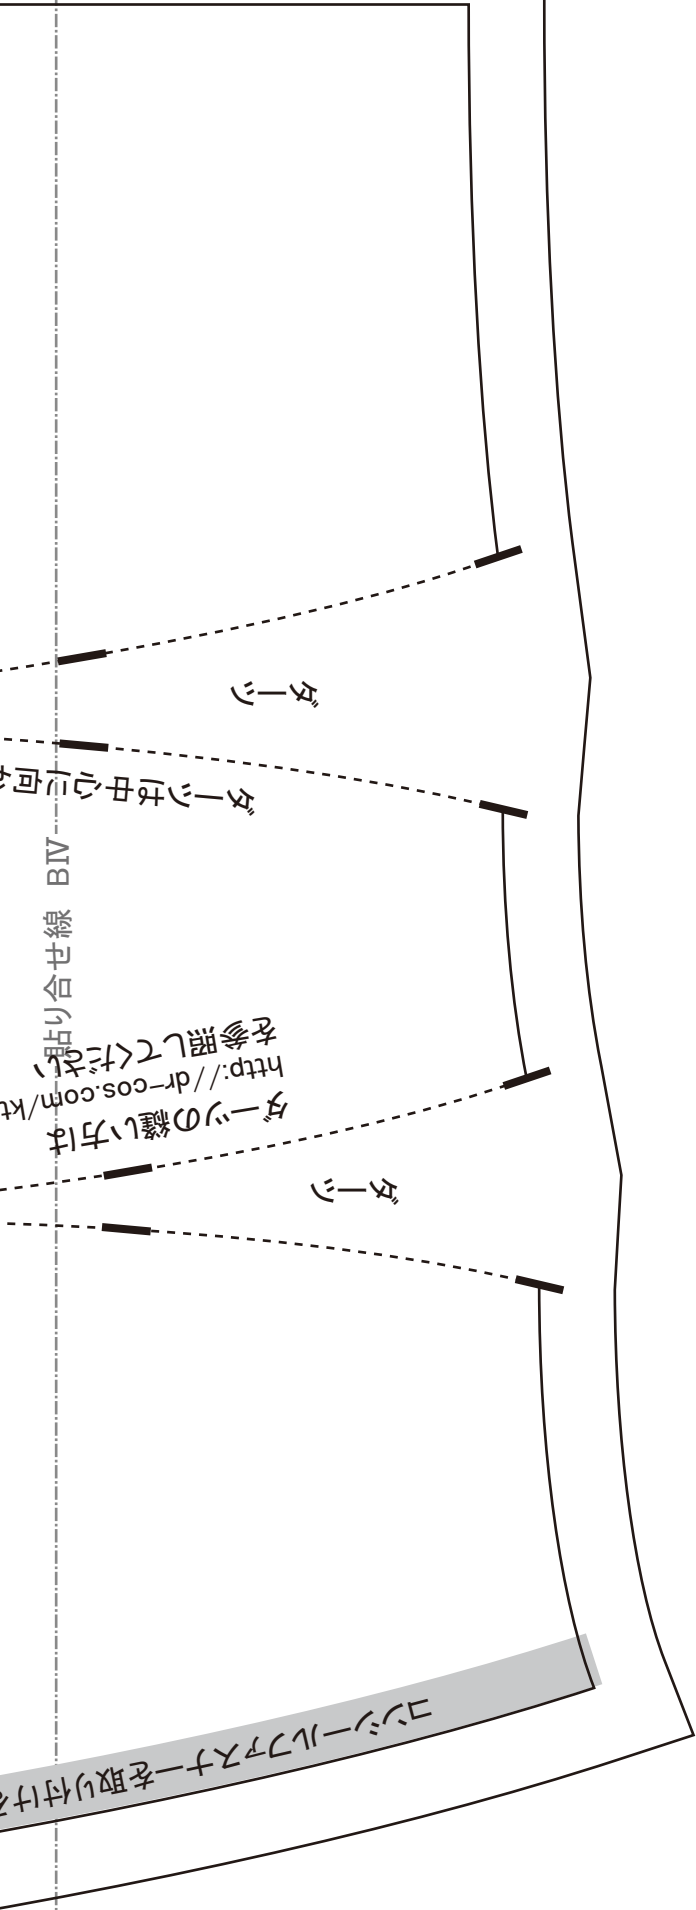 ダーツ
ダーツは中心に向
貼り合せ線 BⅣ
ダーツの縫い方は
http://dr-cos.com/kt
を参照してください
ダーツ
コンシールファスナーを取り付ける